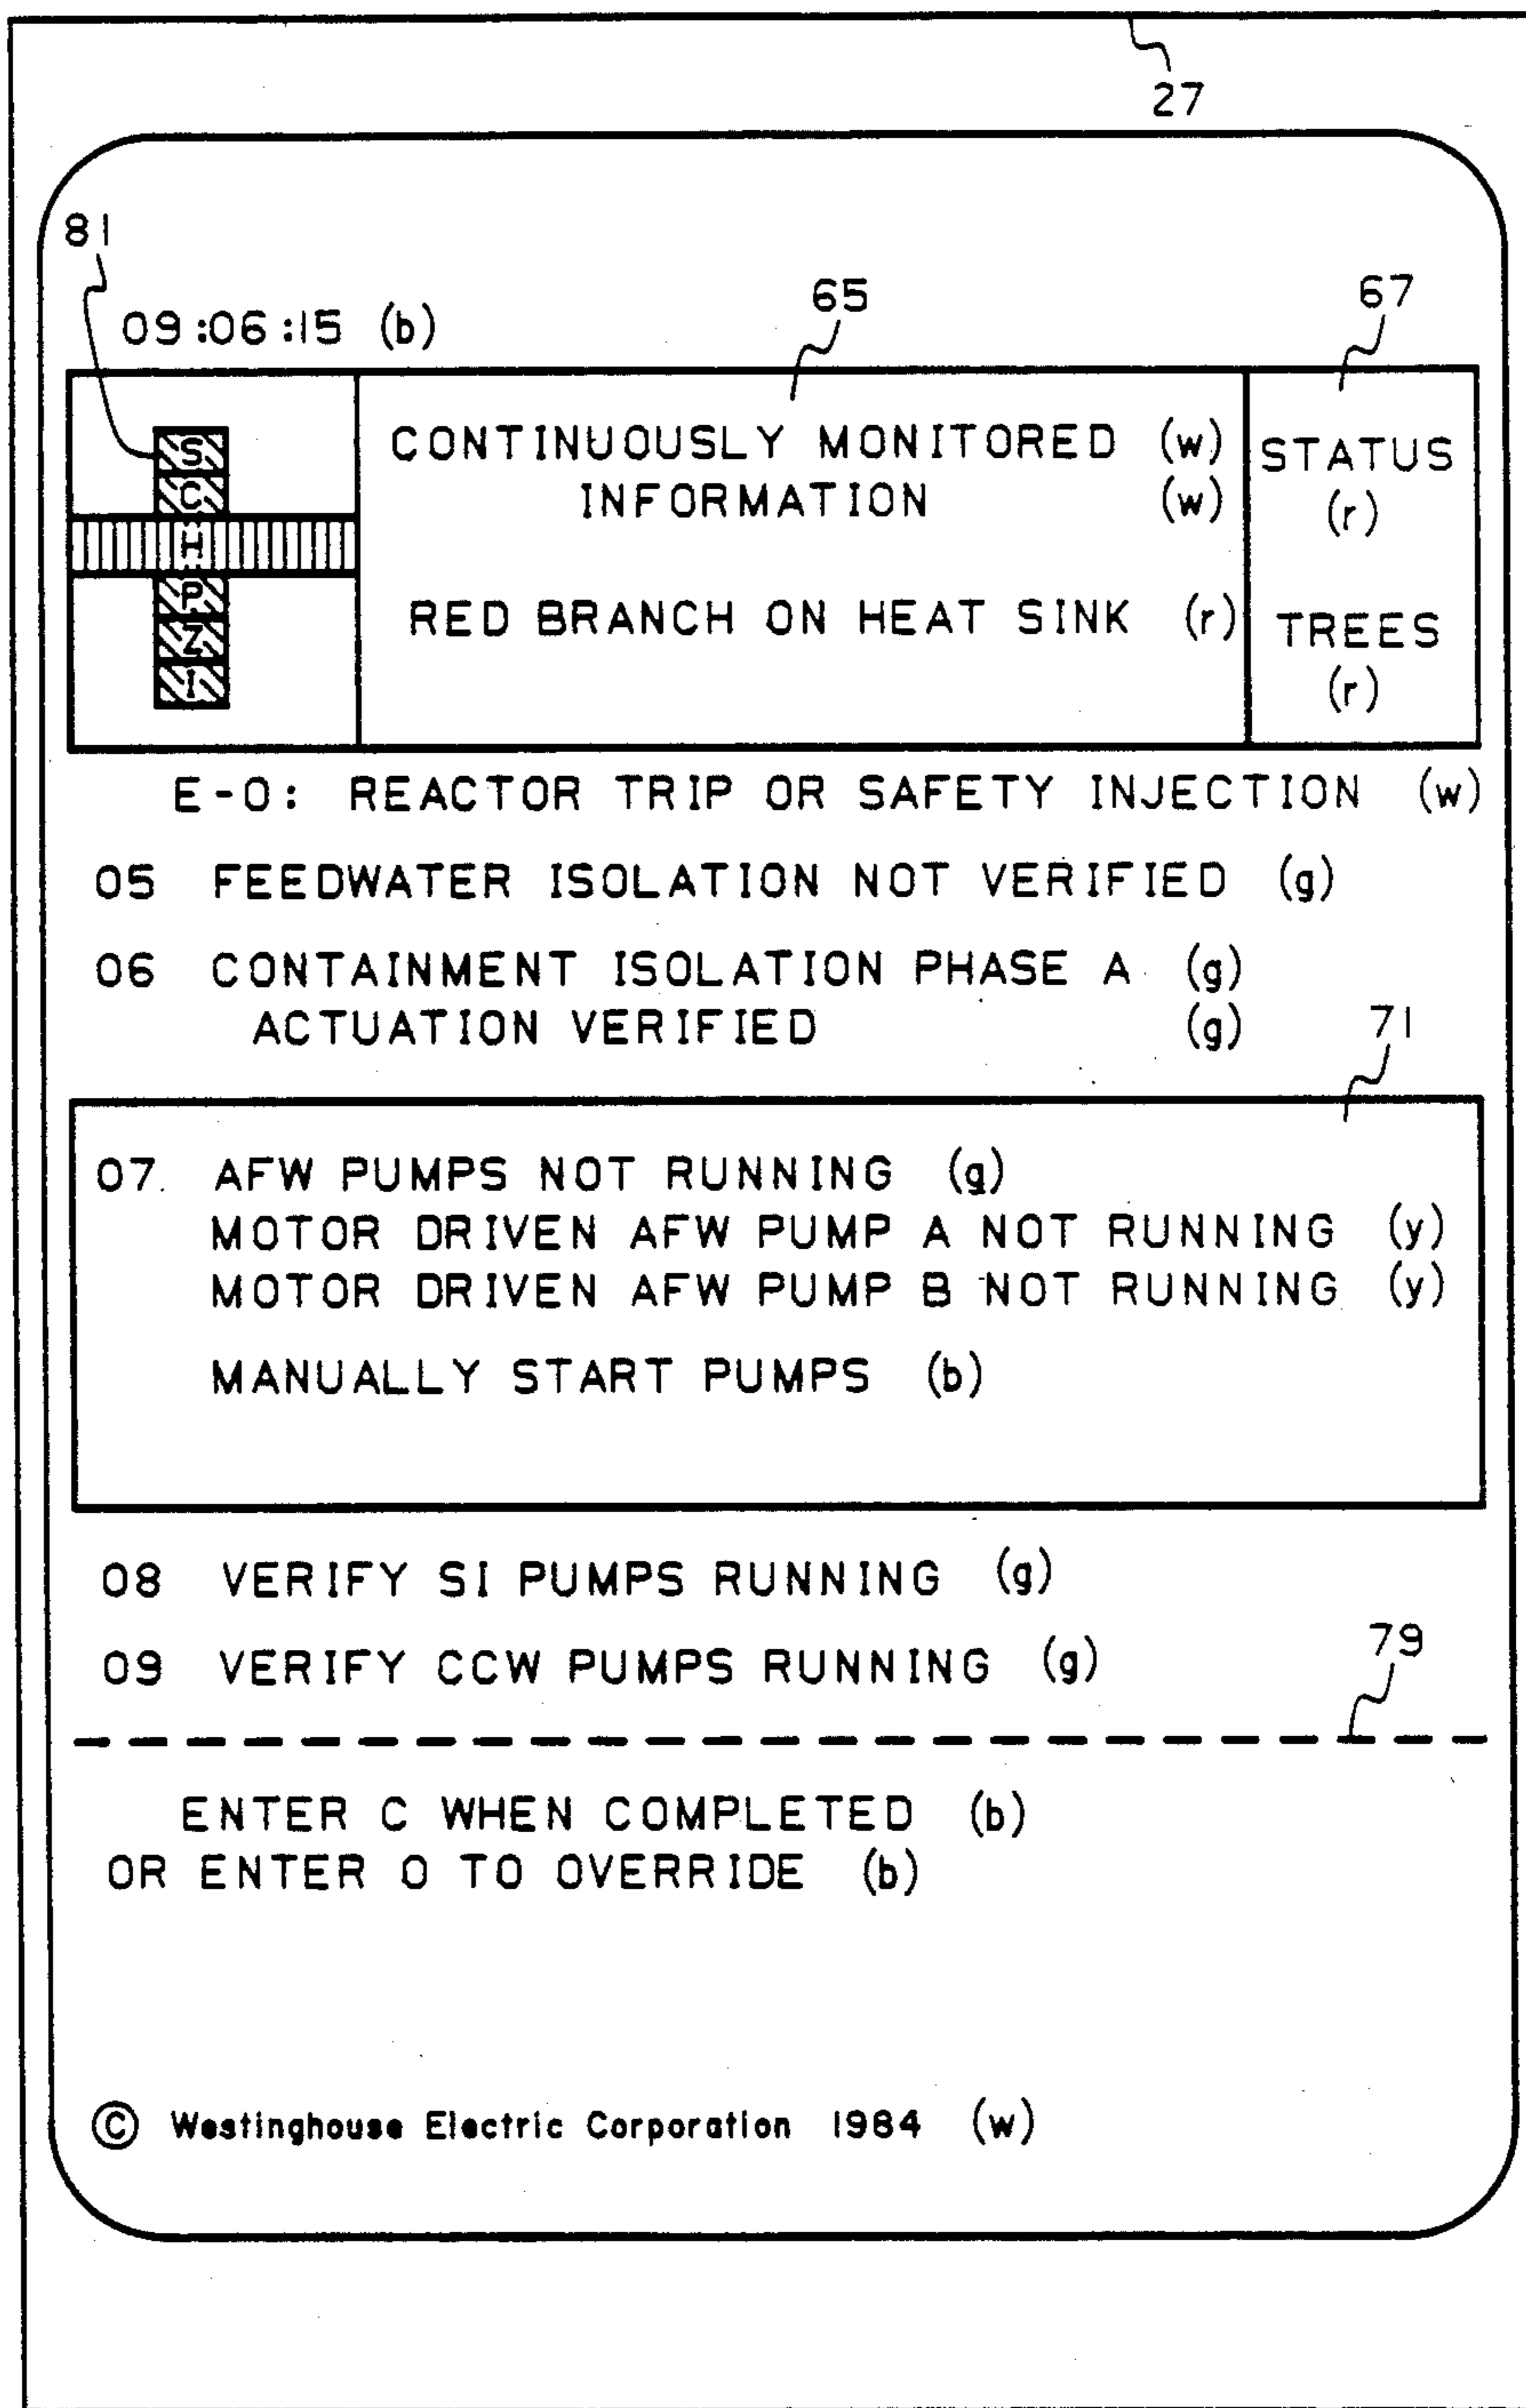 27
81
09:06:15 (b)
65
67
S
C
H
P
Z
I
CONTINUOUSLY MONITORED (w)
INFORMATION (w)
RED BRANCH ON HEAT SINK (r)
STATUS
(r)
TREES
(r)
E-0: REACTOR TRIP OR SAFETY INJECTION (w)
05 FEEDWATER ISOLATION NOT VERIFIED (g)
06 CONTAINMENT ISOLATION PHASE A (g)
ACTUATION VERIFIED (g)
71
07. AFW PUMPS NOT RUNNING (g)
MOTOR DRIVEN AFW PUMP A NOT RUNNING (y)
MOTOR DRIVEN AFW PUMP B NOT RUNNING (y)
MANUALLY START PUMPS (b)
08 VERIFY SI PUMPS RUNNING (g)
09 VERIFY CCW PUMPS RUNNING (g)
79
ENTER C WHEN COMPLETED (b)
OR ENTER O TO OVERRIDE (b)
© Westinghouse Electric Corporation 1984 (w)